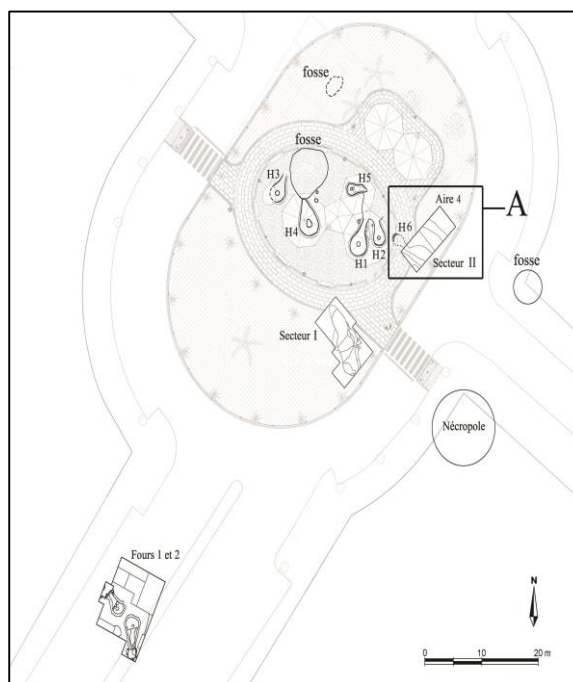 fosse
fosse
H3
H5
Aire 4
A
H4
H6
H1
H2
Secteur II
fosse
Secteur I
Nécropole
Fours 1 et 2
N
0 10 20 m